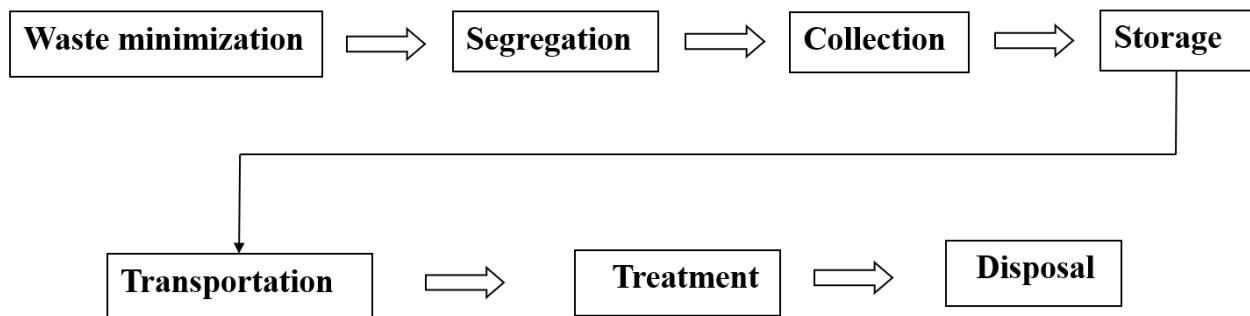 Waste minimization
Segregation
Collection
Storage
Transportation
Treatment
Disposal